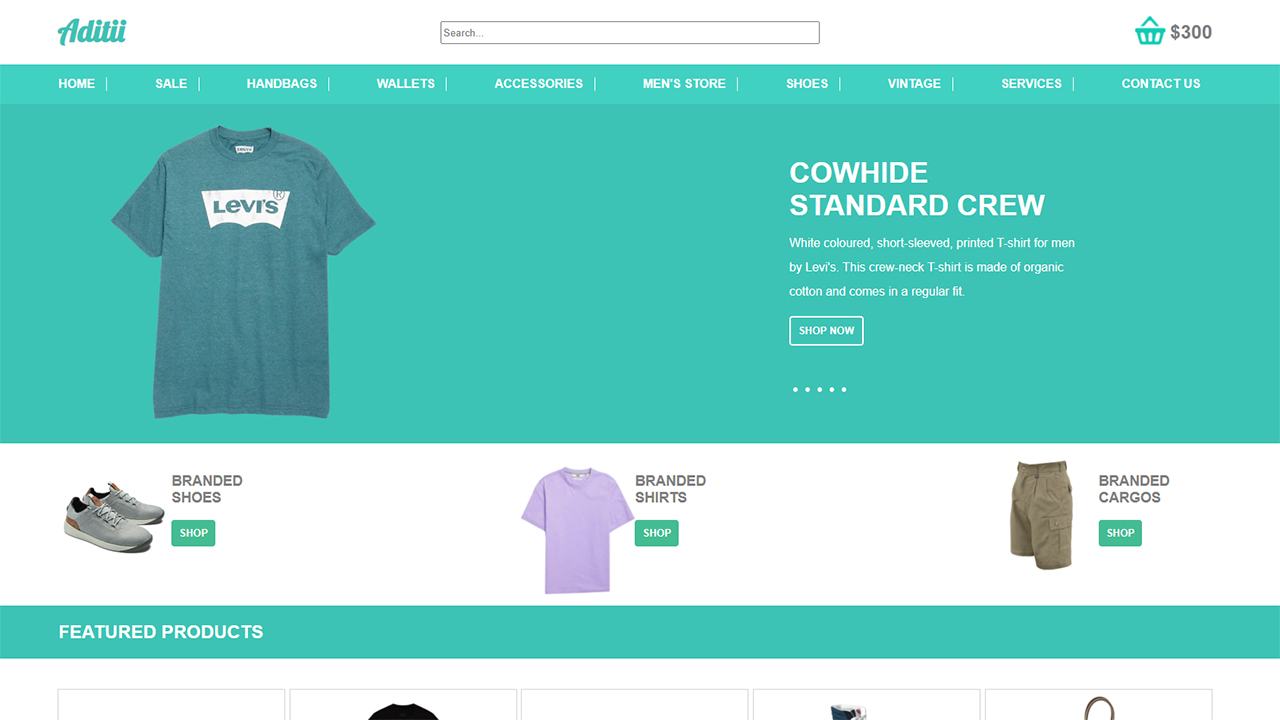 Aditii
Search...
$300
HOME
SALE
HANDBAGS
WALLETS
ACCESSORIES
MEN'S STORE
SHOES
VINTAGE
SERVICES
CONTACT US
LEVI'S
®
COWHIDE
STANDARD CREW
White coloured, short-sleeved, printed T-shirt for men
by Levi's. This crew-neck T-shirt is made of organic
cotton and comes in a regular fit.
SHOP NOW
BRANDED
SHOES
SHOP
BRANDED
SHIRTS
SHOP
BRANDED
CARGOS
SHOP
FEATURED PRODUCTS